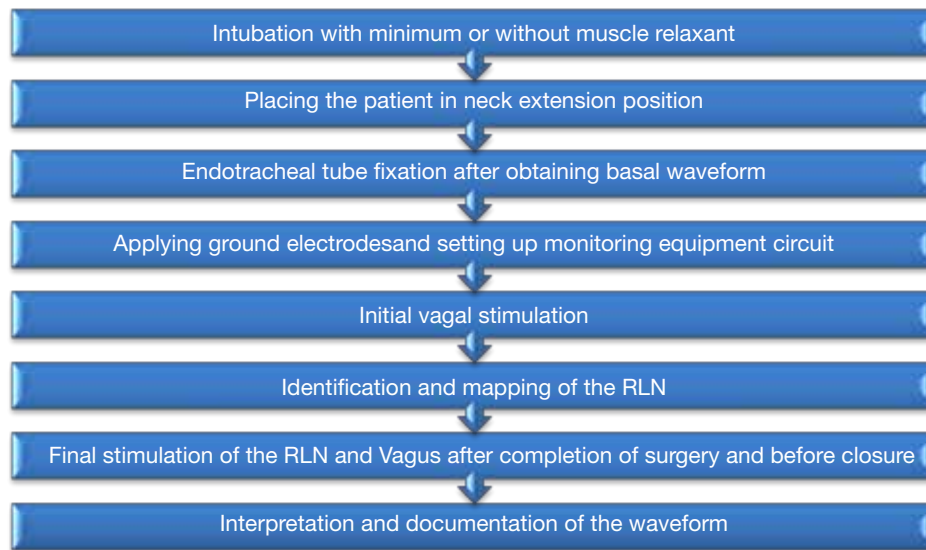 Intubation with minimum or without muscle relaxant
Placing the patient in neck extension position
Endotracheal tube fixation after obtaining basal waveform
Applying ground electrodesand setting up monitoring equipment circuit
Initial vagal stimulation
Identification and mapping of the RLN
Final stimulation of the RLN and Vagus after completion of surgery and before closure
Interpretation and documentation of the waveform